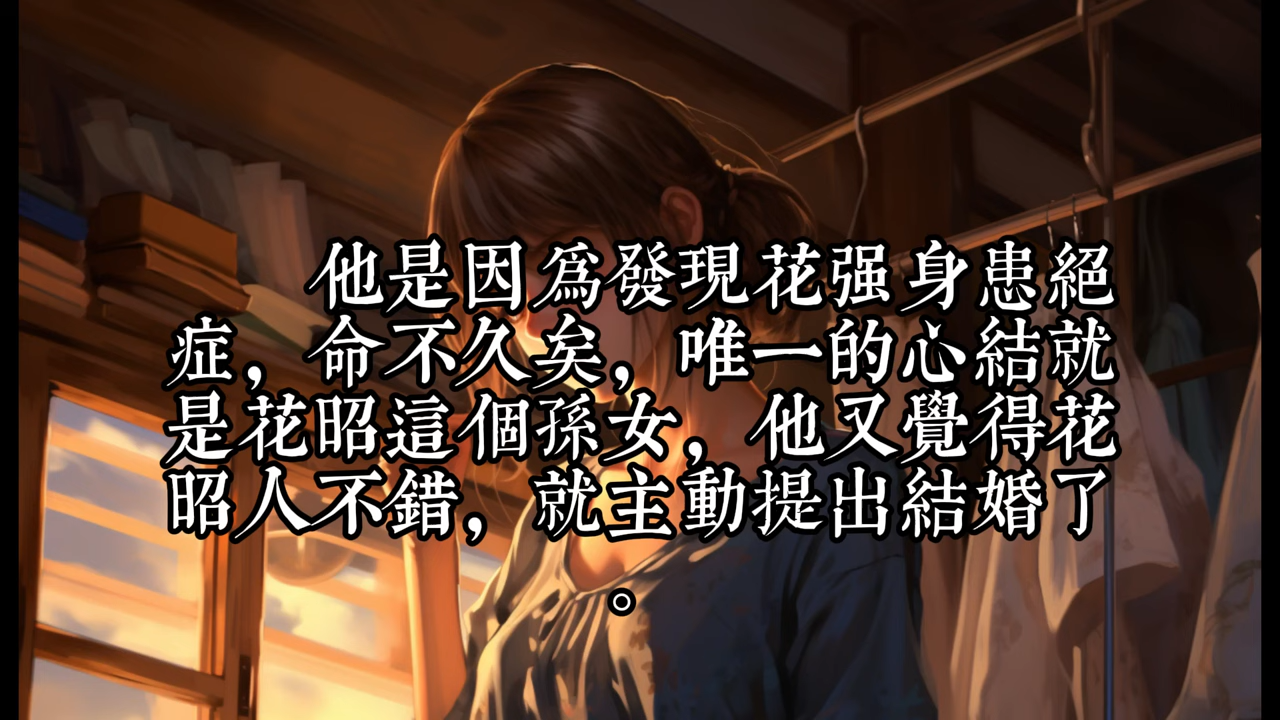 他是因爲發現花强身患絕
症，命不久矣，唯一的心結就
是花昭這個孫女，他又覺得花
昭人不錯，就主動提出結婚了
。